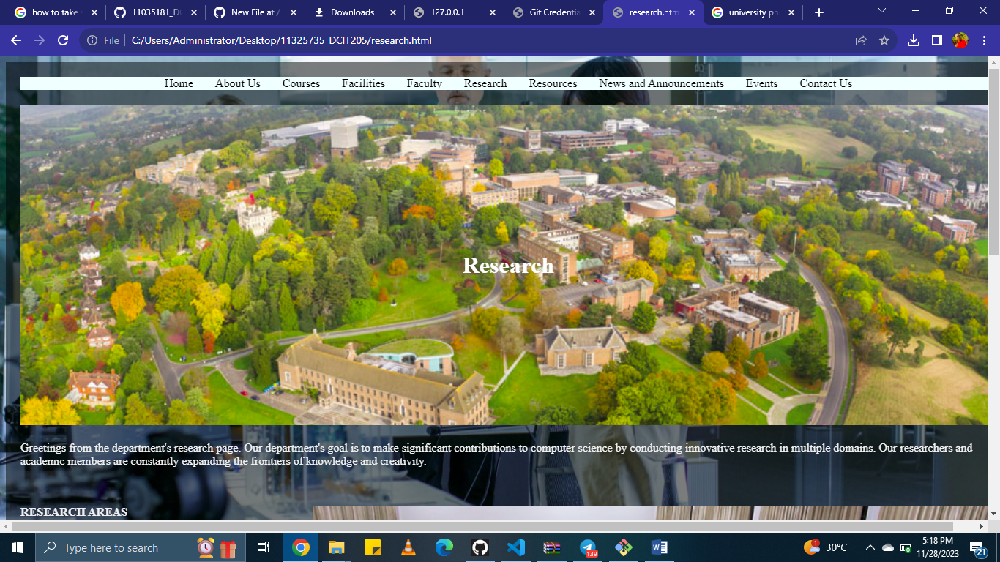 how to take
11035181_DC
New File at /
Downloads
127.0.0.1
Git Credentia
research.htm
university ph
File
C:/Users/Administrator/Desktop/11325735_DCIT205/research.html
Home About Us Courses Facilities Faculty Research Resources News and Announcements Events Contact Us
Research
Greetings from the department's research page. Our department's goal is to make significant contributions to computer science by conducting innovative research in multiple domains. Our researchers and
academic members are constantly expanding the frontiers of knowledge and creativity.
RESEARCH AREAS
Type here to search
139
1
30°C
5:18 PM
11/28/2023
21